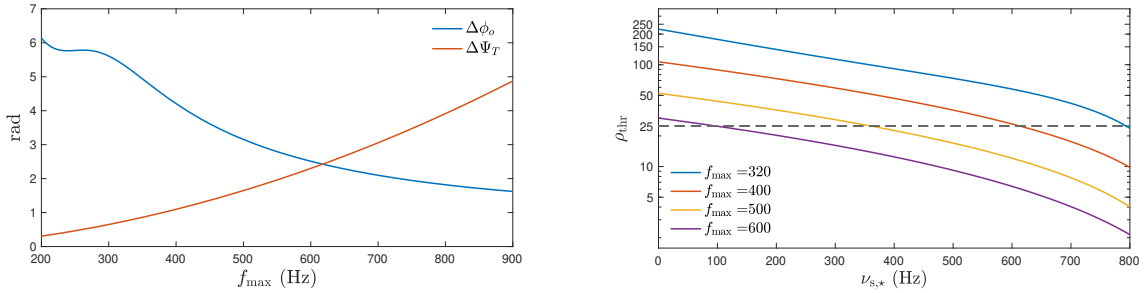 7
6
5
4
3
2
1
0
rad
Δϕ_o
ΔΨ_T
200 300 400 500 600 700 800 900
f_max (Hz)
250
200
150
100
50
25
10
5
ρ_thr
f_max =320
f_max =400
f_max =500
f_max =600
0 100 200 300 400 500 600 700 800
ν_s,⋆ (Hz)